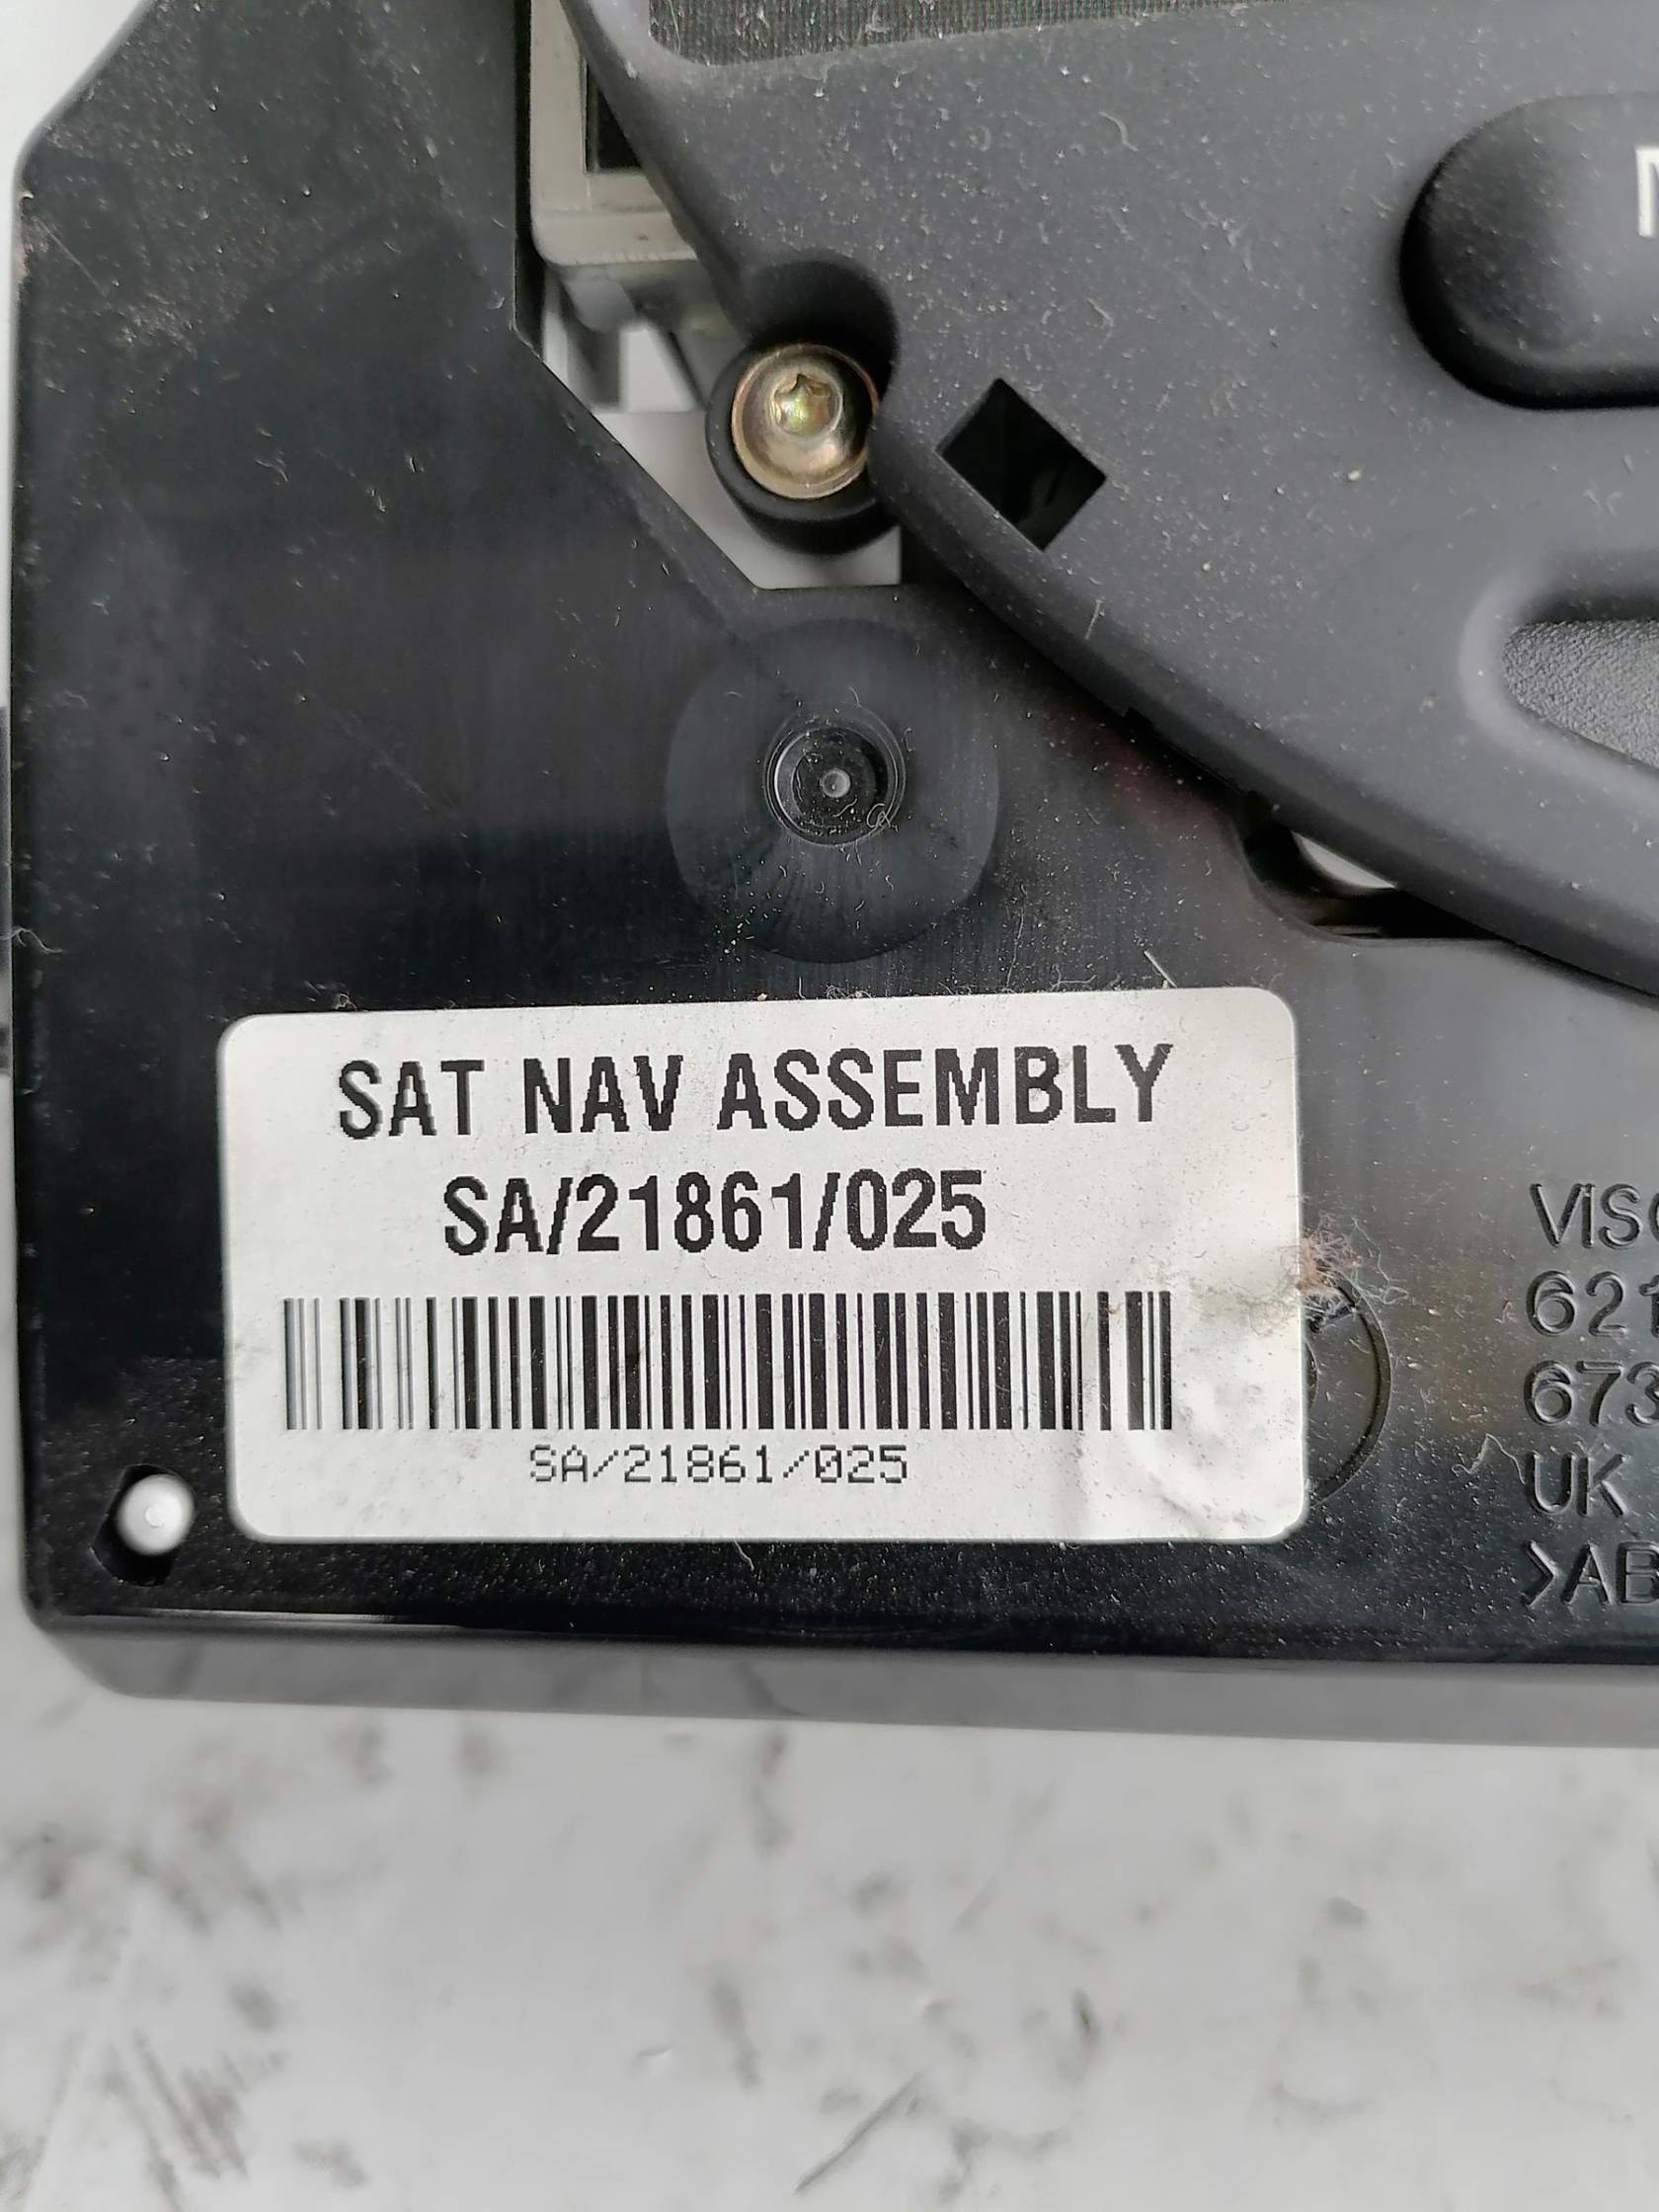 SAT NAV ASSEMBLY
SA/21861/025
SA/21861/025
UK